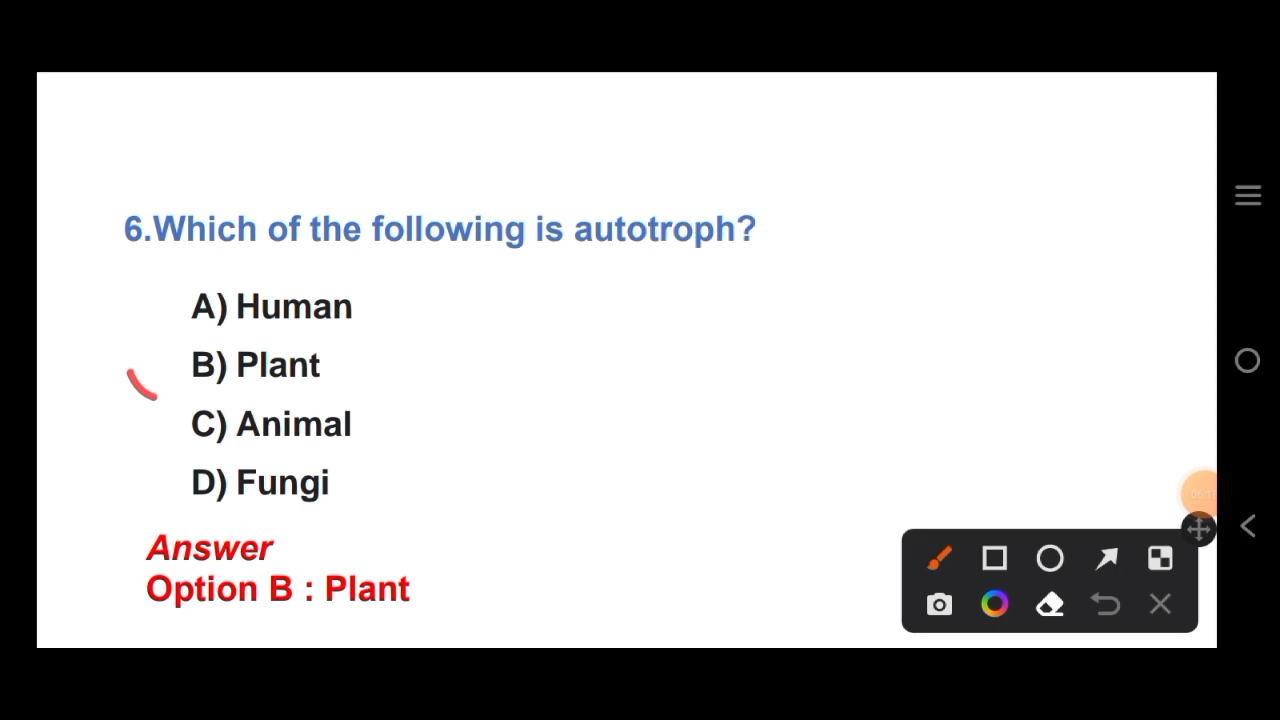 6.Which of the following is autotroph?
A) Human
B) Plant
C) Animal
D) Fungi
Answer
Option B : Plant